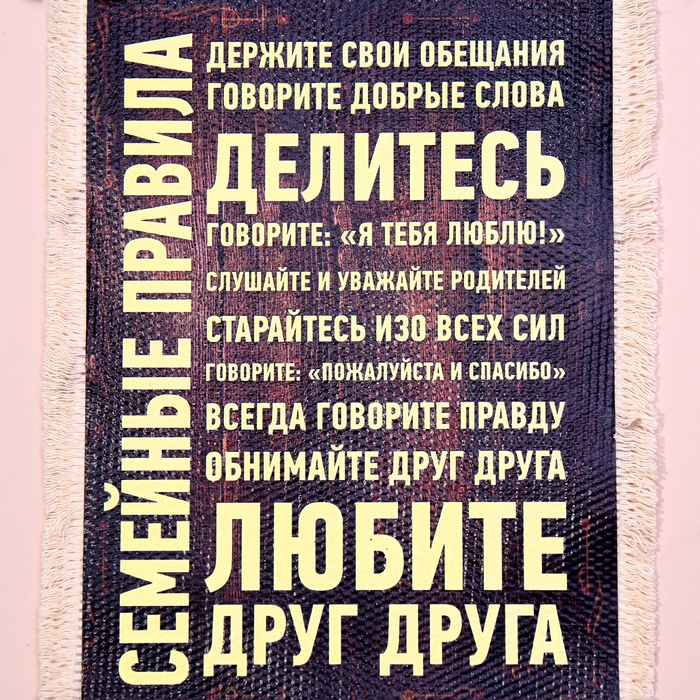 СЕМЕЙНЫЕ ПРАВИЛА
ДЕРЖИТЕ СВОИ ОБЕЩАНИЯ
ГОВОРИТЕ ДОБРЫЕ СЛОВА
ДЕЛИТЕСЬ
ГОВОРИТЕ: «Я ТЕБЯ ЛЮБЛЮ!»
СЛУШАЙТЕ И УВАЖАЙТЕ РОДИТЕЛЕЙ
СТАРАЙТЕСЬ ИЗО ВСЕХ СИЛ
ГОВОРИТЕ: «ПОЖАЛУЙСТА И СПАСИБО»
ВСЕГДА ГОВОРИТЕ ПРАВДУ
ОБНИМАЙТЕ ДРУГ ДРУГА
ЛЮБИТЕ
ДРУГ ДРУГА